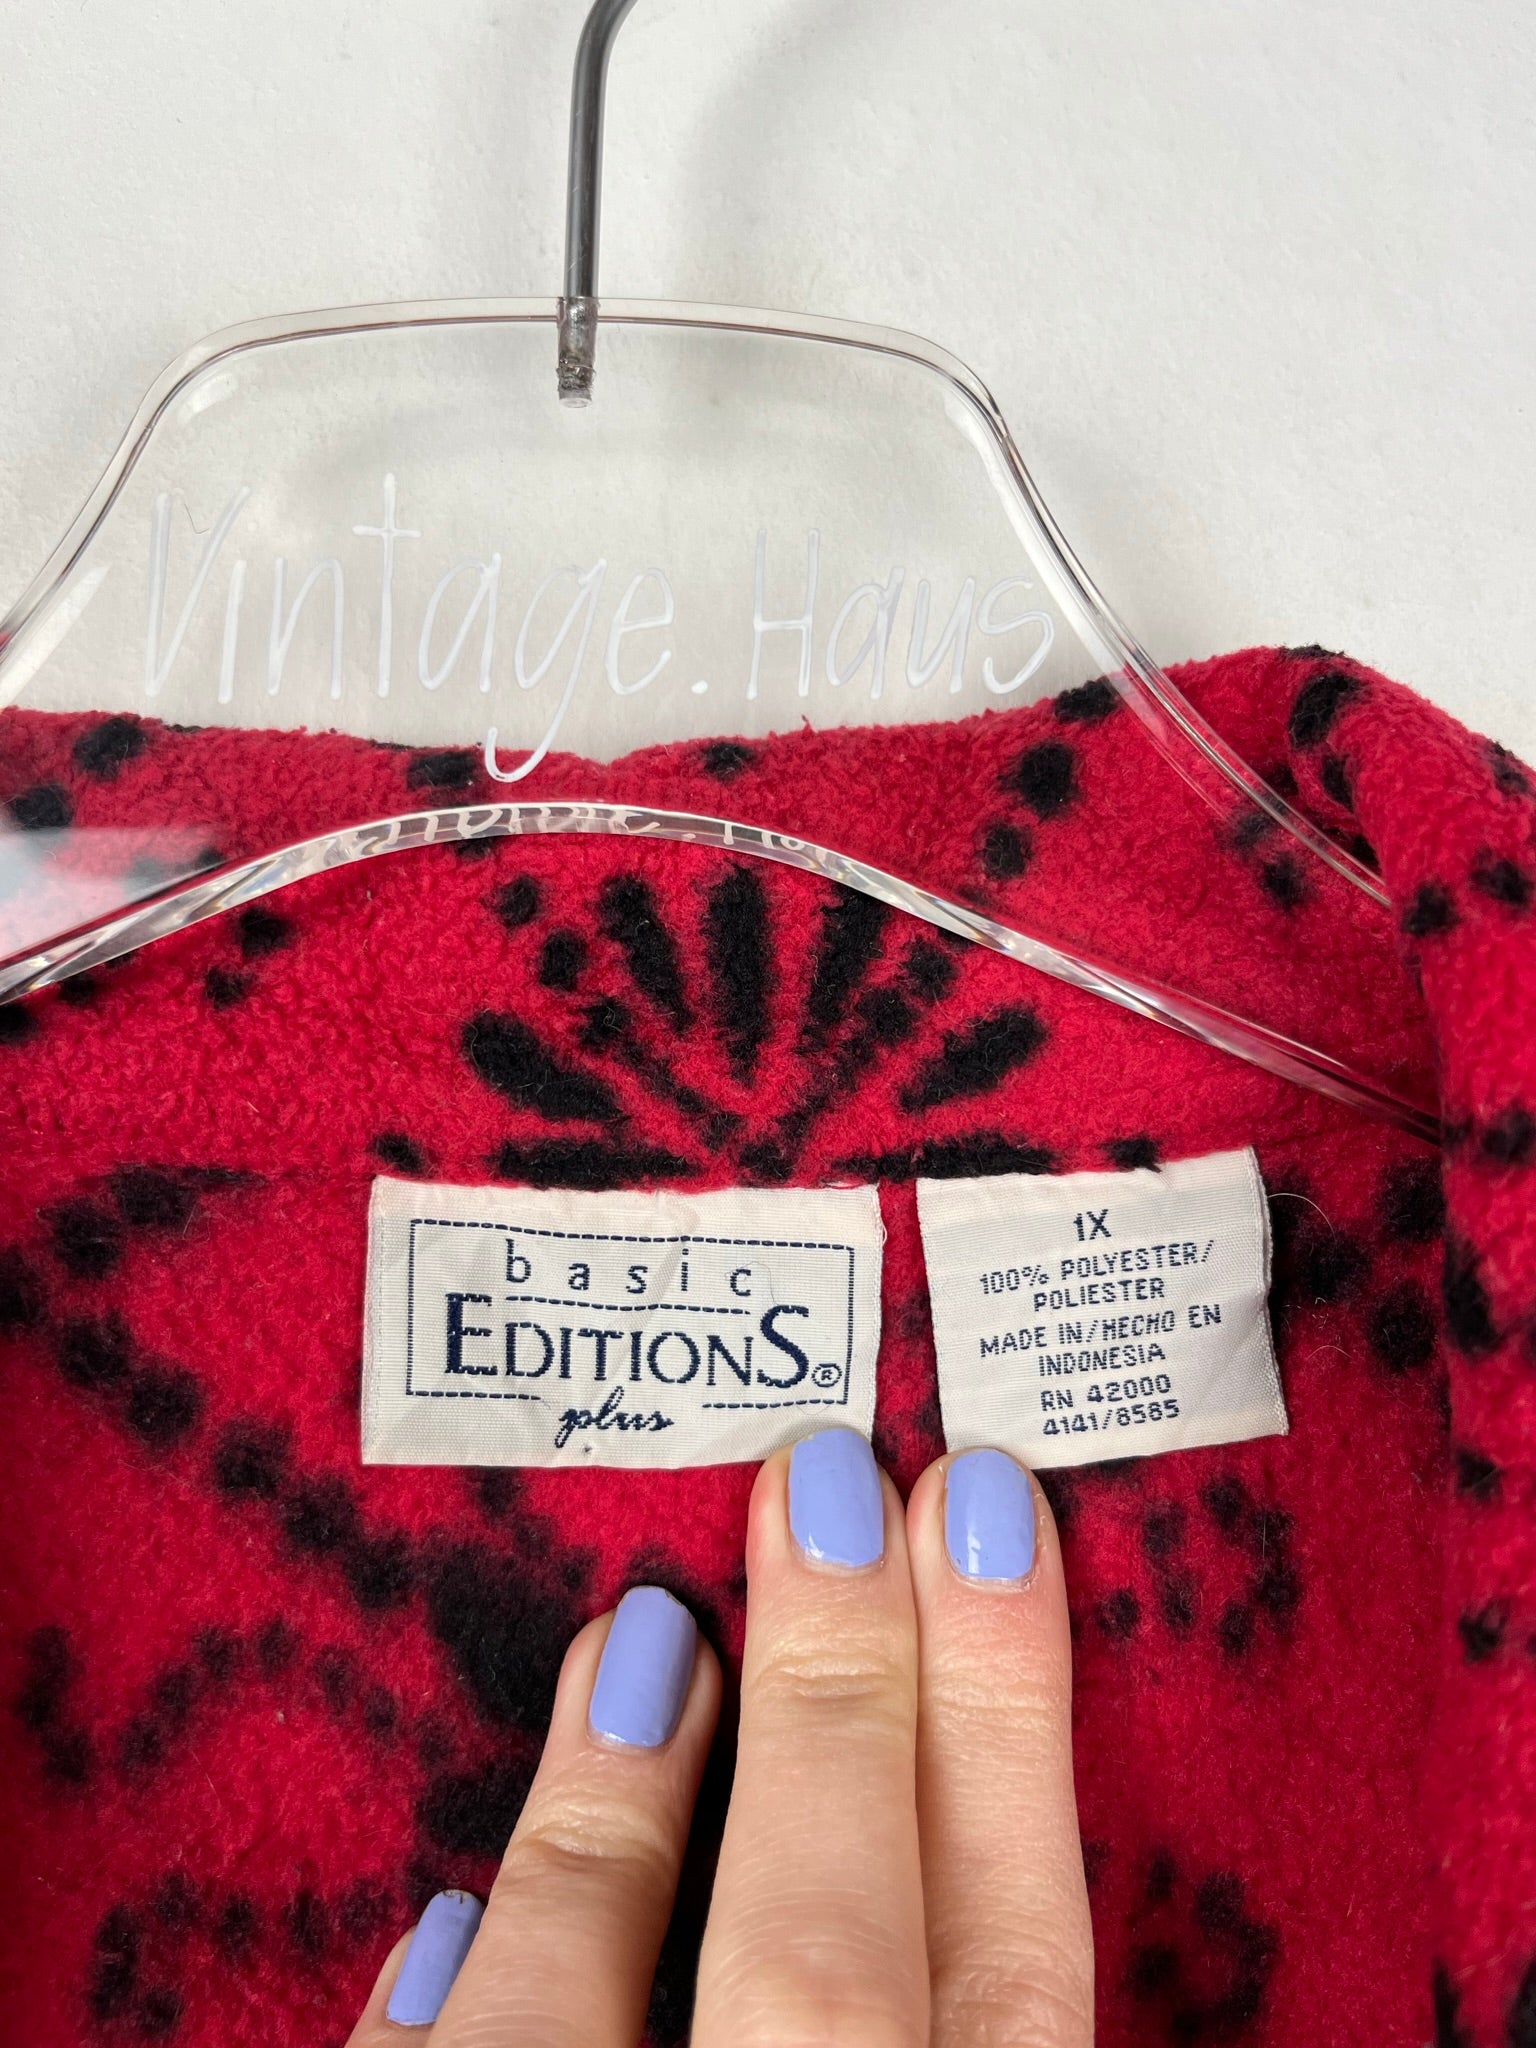 Vintage.Haus
basic
EDITIONS®
plus
1X
100% POLYESTER/
POLIESTER
MADE IN/HECHO EN
INDONESIA
RN 42000
4141/8585